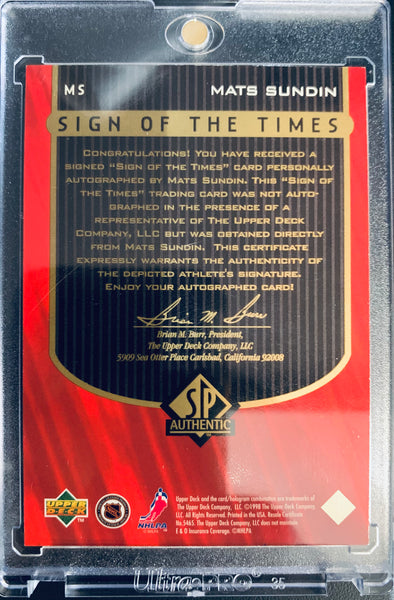 MS MATS SUNDIN
SIGN OF THE TIMES
CONGRATULATIONS! YOU HAVE RECEIVED A
SIGNED "SIGN OF THE TIMES" CARD PERSONALLY
AUTOGRAPHED BY MATS SUNDIN. THIS "SIGN OF
THE TIMES" TRADING CARD WAS NOT AUTO-
GRAPHED IN THE PRESENCE OF A
REPRESENTATIVE OF THE UPPER DECK
COMPANY, LLC BUT WAS OBTAINED DIRECTLY
FROM MATS SUNDIN. THIS CERTIFICATE
EXPRESSLY WARRANTS THE AUTHENTICITY OF
THE DEPICTED ATHLETE'S SIGNATURE.
ENJOY YOUR AUTOGRAPHED CARD!
Brian M. Burr
Brian M. Burr, President,
The Upper Deck Company, LLC
5909 Sea Otter Place Carlsbad, California 92008
SP
AUTHENTIC
UPPER
DECK
NHLPA
Upper Deck and the card/hologram combination are trademarks of
The Upper Deck Company, LLC. ©1998 The Upper Deck Company
LLC. All Rights Reserved. Printed in the USA. Resale Certificate
No.5465. The Upper Deck Company, LLC does not maintain
E & O Insurance Coverage. ©NHLPA
Ultra•PRO® 35